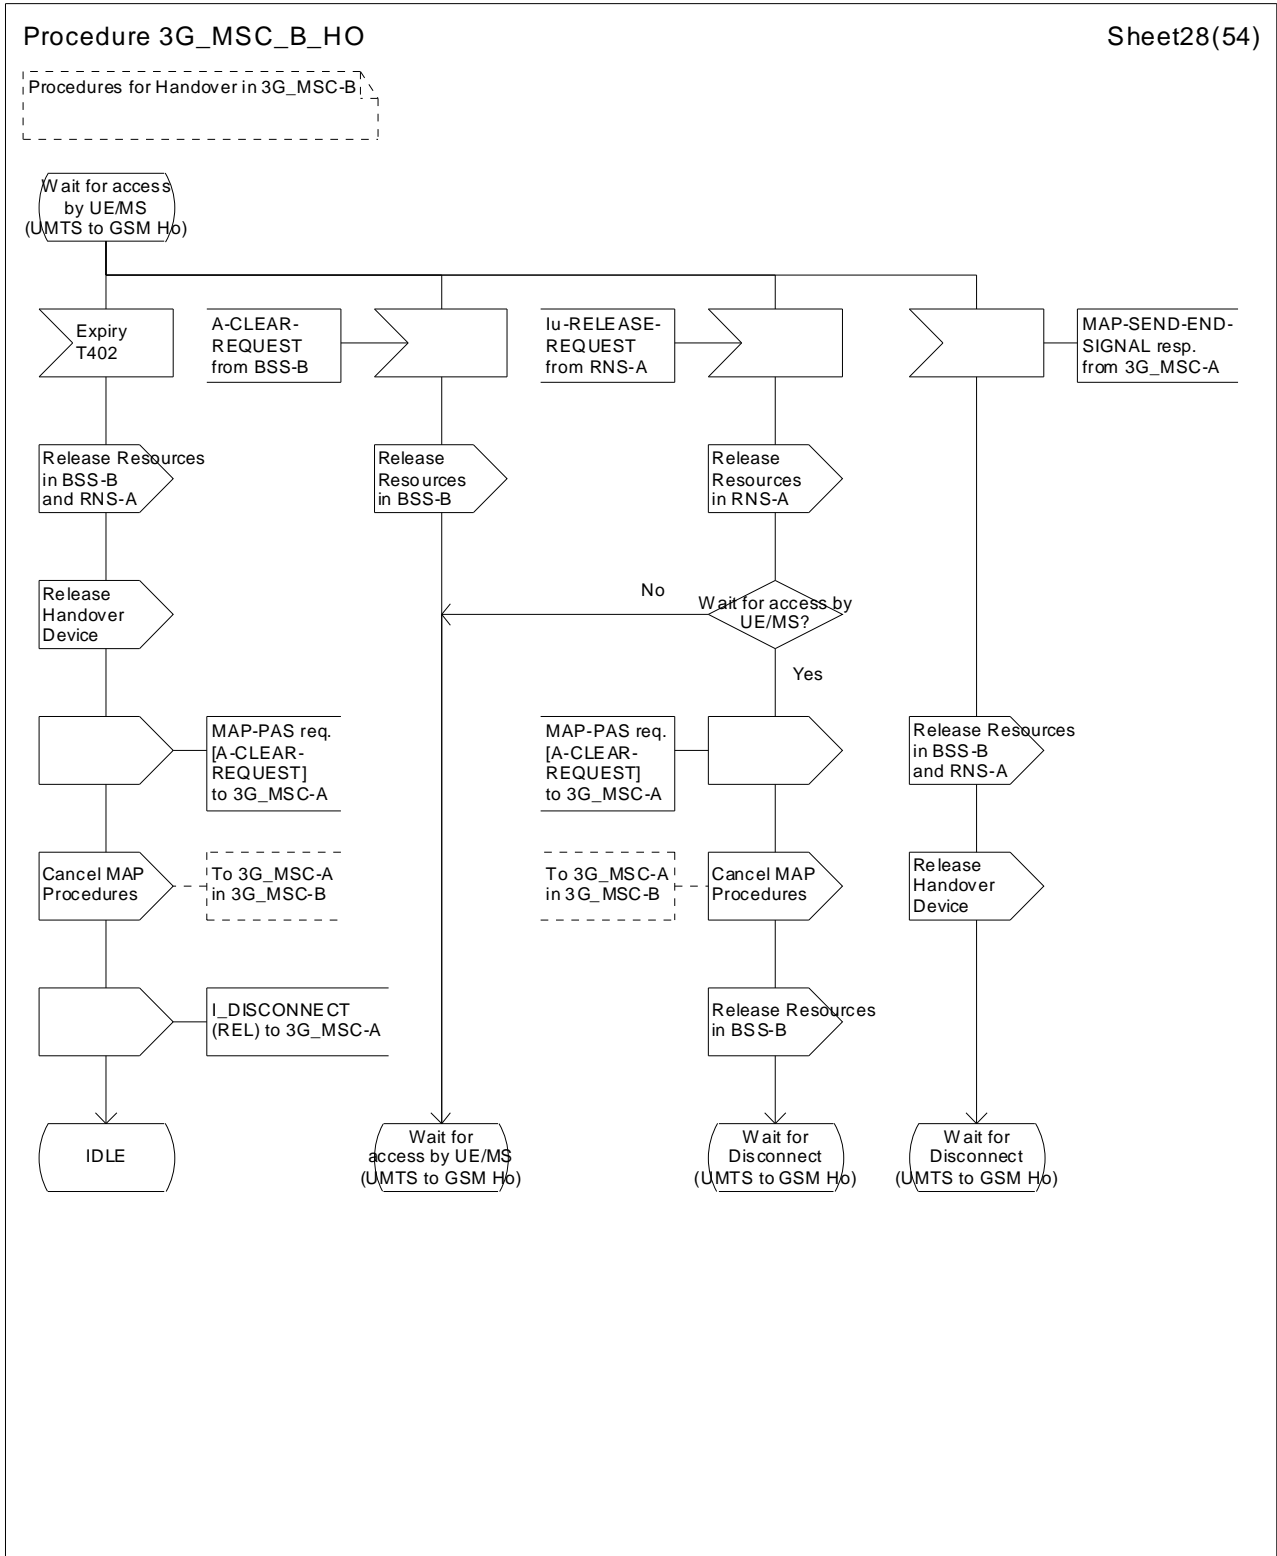 Procedure 3G_MSC_B_HO
Sheet28(54)
Procedures for Handover in 3G_MSC-B
Wait for access
by UE/MS
(UMTS to GSM Ho)
Expiry
T402
A-CLEAR-
REQUEST
from BSS-B
Iu-RELEASE-
REQUEST
from RNS-A
MAP-SEND-END-
SIGNAL resp.
from 3G_MSC-A
Release Resources
in BSS-B
and RNS-A
Release
Resources
in BSS-B
Release
Resources
in RNS-A
Release
Handover
Device
No
Wait for access by
UE/MS?
Yes
MAP-PAS req.
[A-CLEAR-
REQUEST]
to 3G_MSC-A
MAP-PAS req.
[A-CLEAR-
REQUEST]
to 3G_MSC-A
Release Resources
in BSS-B
and RNS-A
Cancel MAP
Procedures
To 3G_MSC-A
in 3G_MSC-B
To 3G_MSC-A
in 3G_MSC-B
Cancel MAP
Procedures
Release
Handover
Device
I_DISCONNECT
(REL) to 3G_MSC-A
Release Resources
in BSS-B
IDLE
Wait for
access by UE/MS
(UMTS to GSM Ho)
Wait for
Disconnect
(UMTS to GSM Ho)
Wait for
Disconnect
(UMTS to GSM Ho)